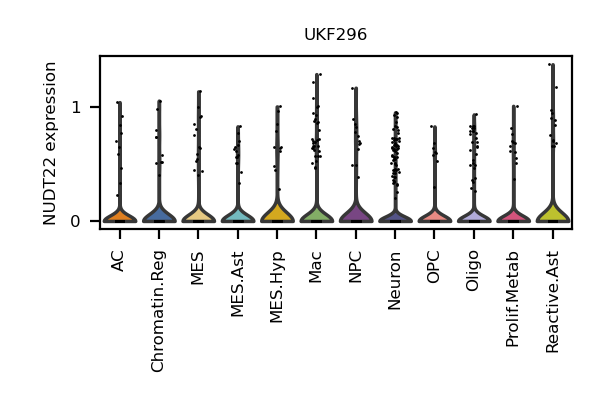 UKF296
NUDT22 expression
1
0
AC
Chromatin.Reg
MES
MES.Ast
MES.Hyp
Mac
NPC
Neuron
OPC
Oligo
Prolif.Metab
Reactive.Ast